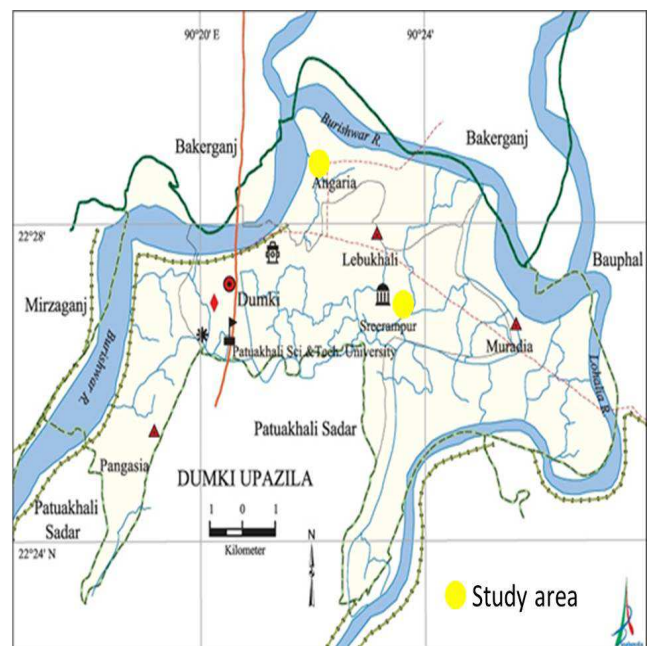 90°20' E
90°24'
Burishwar R.
Bakerganj
Bakerganj
Angaria
22°28'
Lebukhali
Bauphal
Mirzaganj
Dumki
Sreerampur
Muradia
Lohalia R.
Burishwar R.
Patuakhali Sci.&Tech. University
Patuakhali Sadar
Pangasia
DUMKI UPAZILA
Patuakhali
Sadar
1 0 1
Kilometer
N
S
22°24' N
Study area